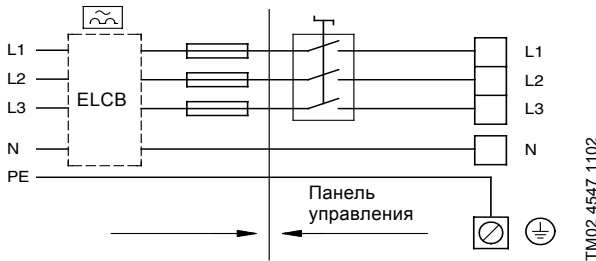 L1
L2
L3
N
PE
ELCB
L1
L2
L3
N
Панель
управления
TM02 4547 1102